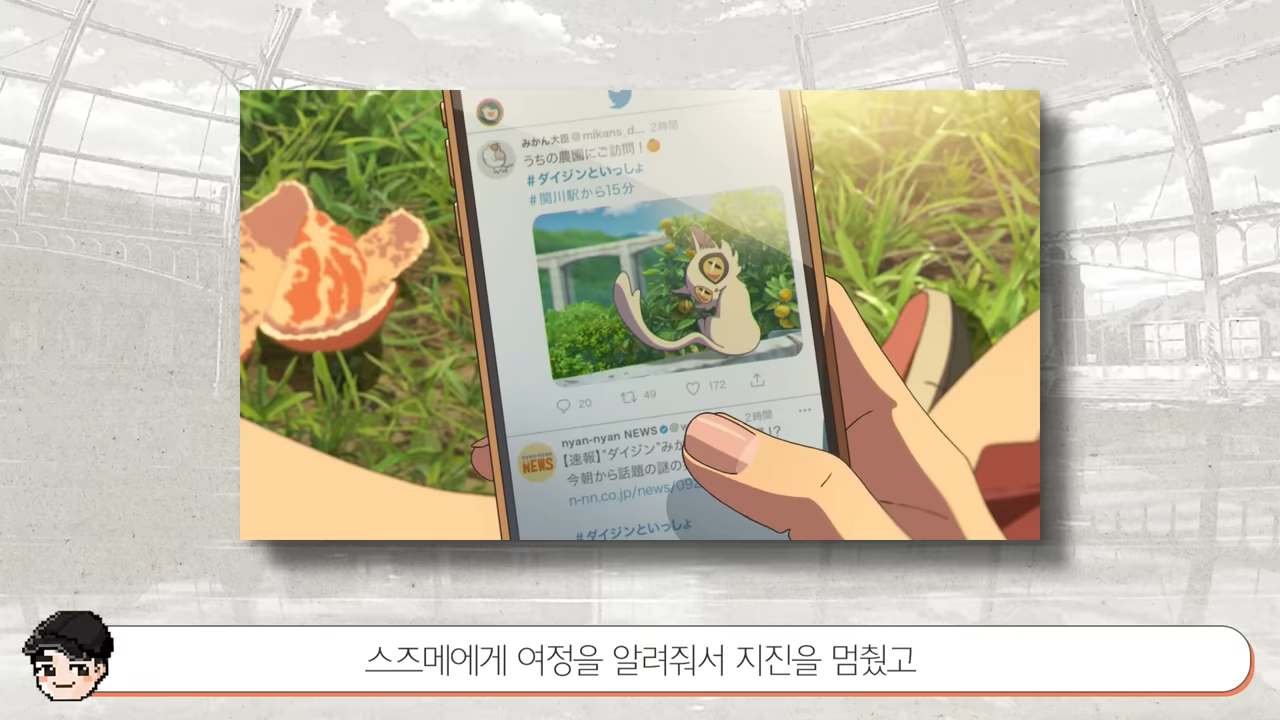 みかん大臣 @mikans_d... 2時間
うちの農園にご訪問！
#ダイジンといっしょ
#関川駅から15分
20 49 172
nyan-nyan NEWS 2時間
【速報】"ダイジン"みか
!?
今朝から話題の謎の
n-nn.co.jp/news/092
#ダイジンといっしょ
NEWS
스즈메에게 여정을 알려줘서 지진을 멈췄고